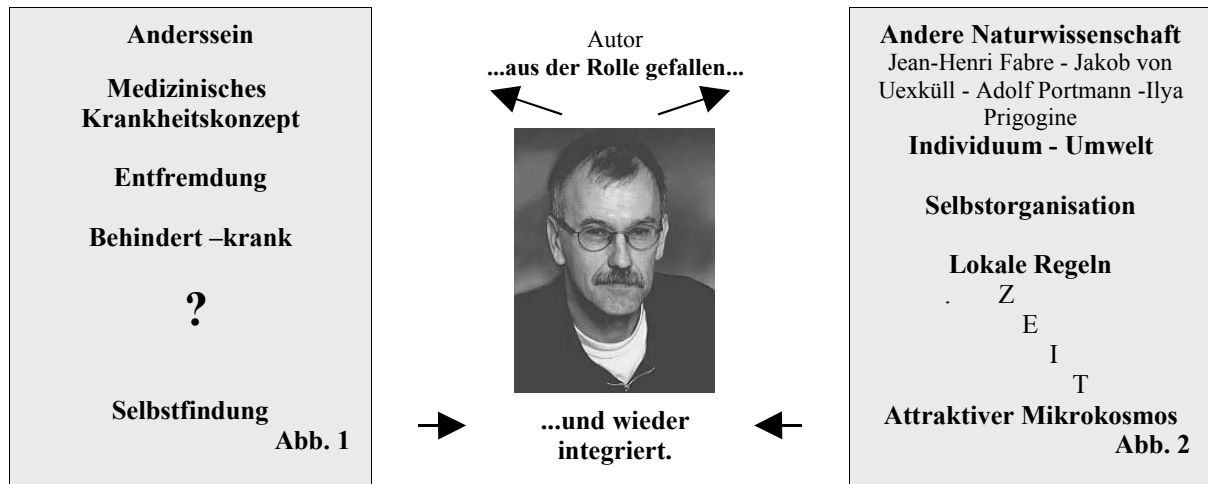 Anderssein
Medizinisches
Krankheitskonzept
Entfremdung
Behindert –krank
?
Selbstfindung
Abb. 1
Autor
...aus der Rolle gefallen...
...und wieder
integriert.
Andere Naturwissenschaft
Jean-Henri Fabre - Jakob von
Uexküll - Adolf Portmann -Ilya
Prigogine
Individuum - Umwelt
Selbstorganisation
Lokale Regeln
. Z
E
I
T
Attraktiver Mikrokosmos
Abb. 2